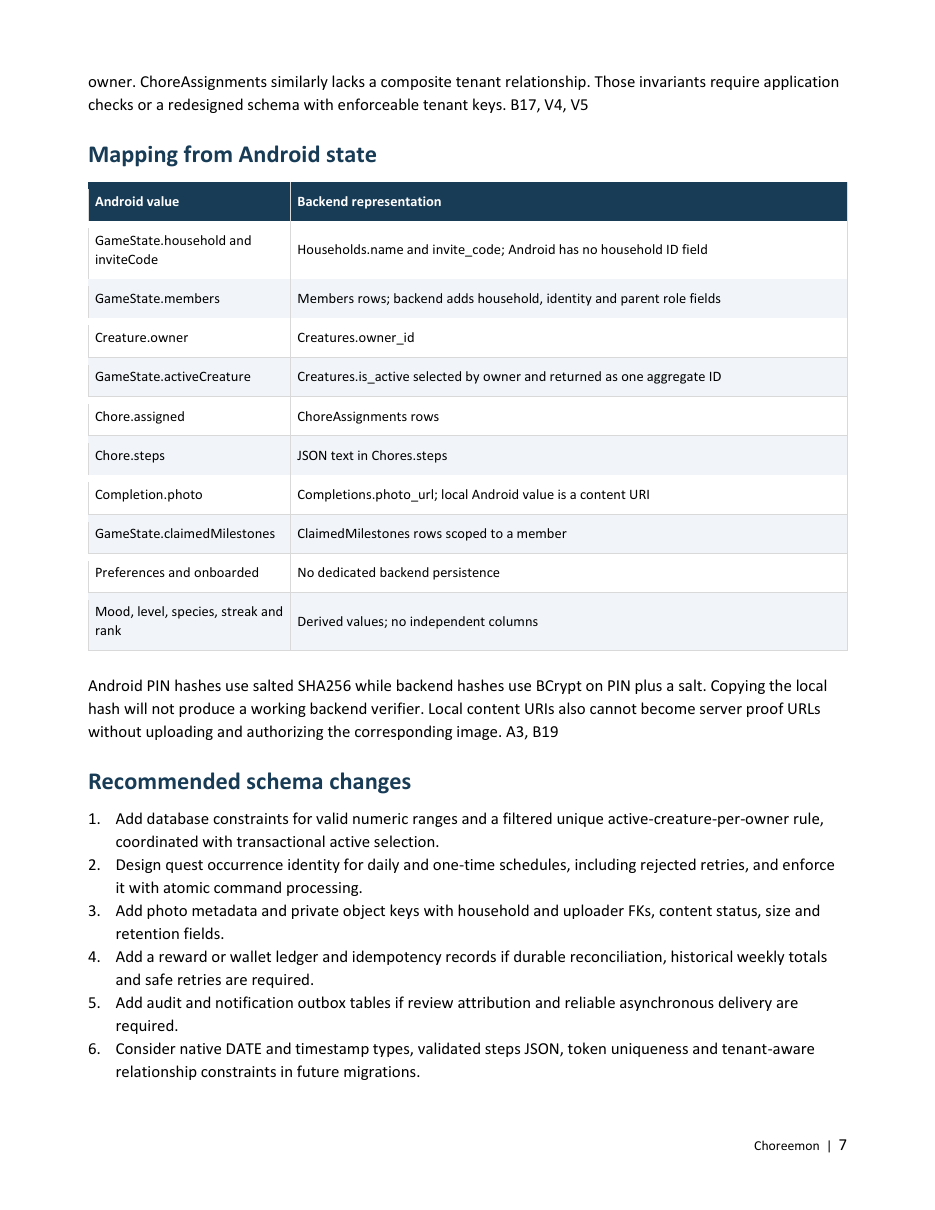 owner. ChoreAssignments similarly lacks a composite tenant relationship. Those invariants require application
checks or a redesigned schema with enforceable tenant keys. B17, V4, V5
Mapping from Android state
Android value
Backend representation
GameState.household and
inviteCode
Households.name and invite_code; Android has no household ID field
GameState.members
Members rows; backend adds household, identity and parent role fields
Creature.owner
Creatures.owner_id
GameState.activeCreature
Creatures.is_active selected by owner and returned as one aggregate ID
Chore.assigned
ChoreAssignments rows
Chore.steps
JSON text in Chores.steps
Completion.photo
Completions.photo_url; local Android value is a content URI
GameState.claimedMilestones
ClaimedMilestones rows scoped to a member
Preferences and onboarded
No dedicated backend persistence
Mood, level, species, streak and
rank
Derived values; no independent columns
Android PIN hashes use salted SHA256 while backend hashes use BCrypt on PIN plus a salt. Copying the local
hash will not produce a working backend verifier. Local content URIs also cannot become server proof URLs
without uploading and authorizing the corresponding image. A3, B19
Recommended schema changes
1. Add database constraints for valid numeric ranges and a filtered unique active-creature-per-owner rule,
coordinated with transactional active selection.
2. Design quest occurrence identity for daily and one-time schedules, including rejected retries, and enforce
it with atomic command processing.
3. Add photo metadata and private object keys with household and uploader FKs, content status, size and
retention fields.
4. Add a reward or wallet ledger and idempotency records if durable reconciliation, historical weekly totals
and safe retries are required.
5. Add audit and notification outbox tables if review attribution and reliable asynchronous delivery are
required.
6. Consider native DATE and timestamp types, validated steps JSON, token uniqueness and tenant-aware
relationship constraints in future migrations.
Choreemon | 7